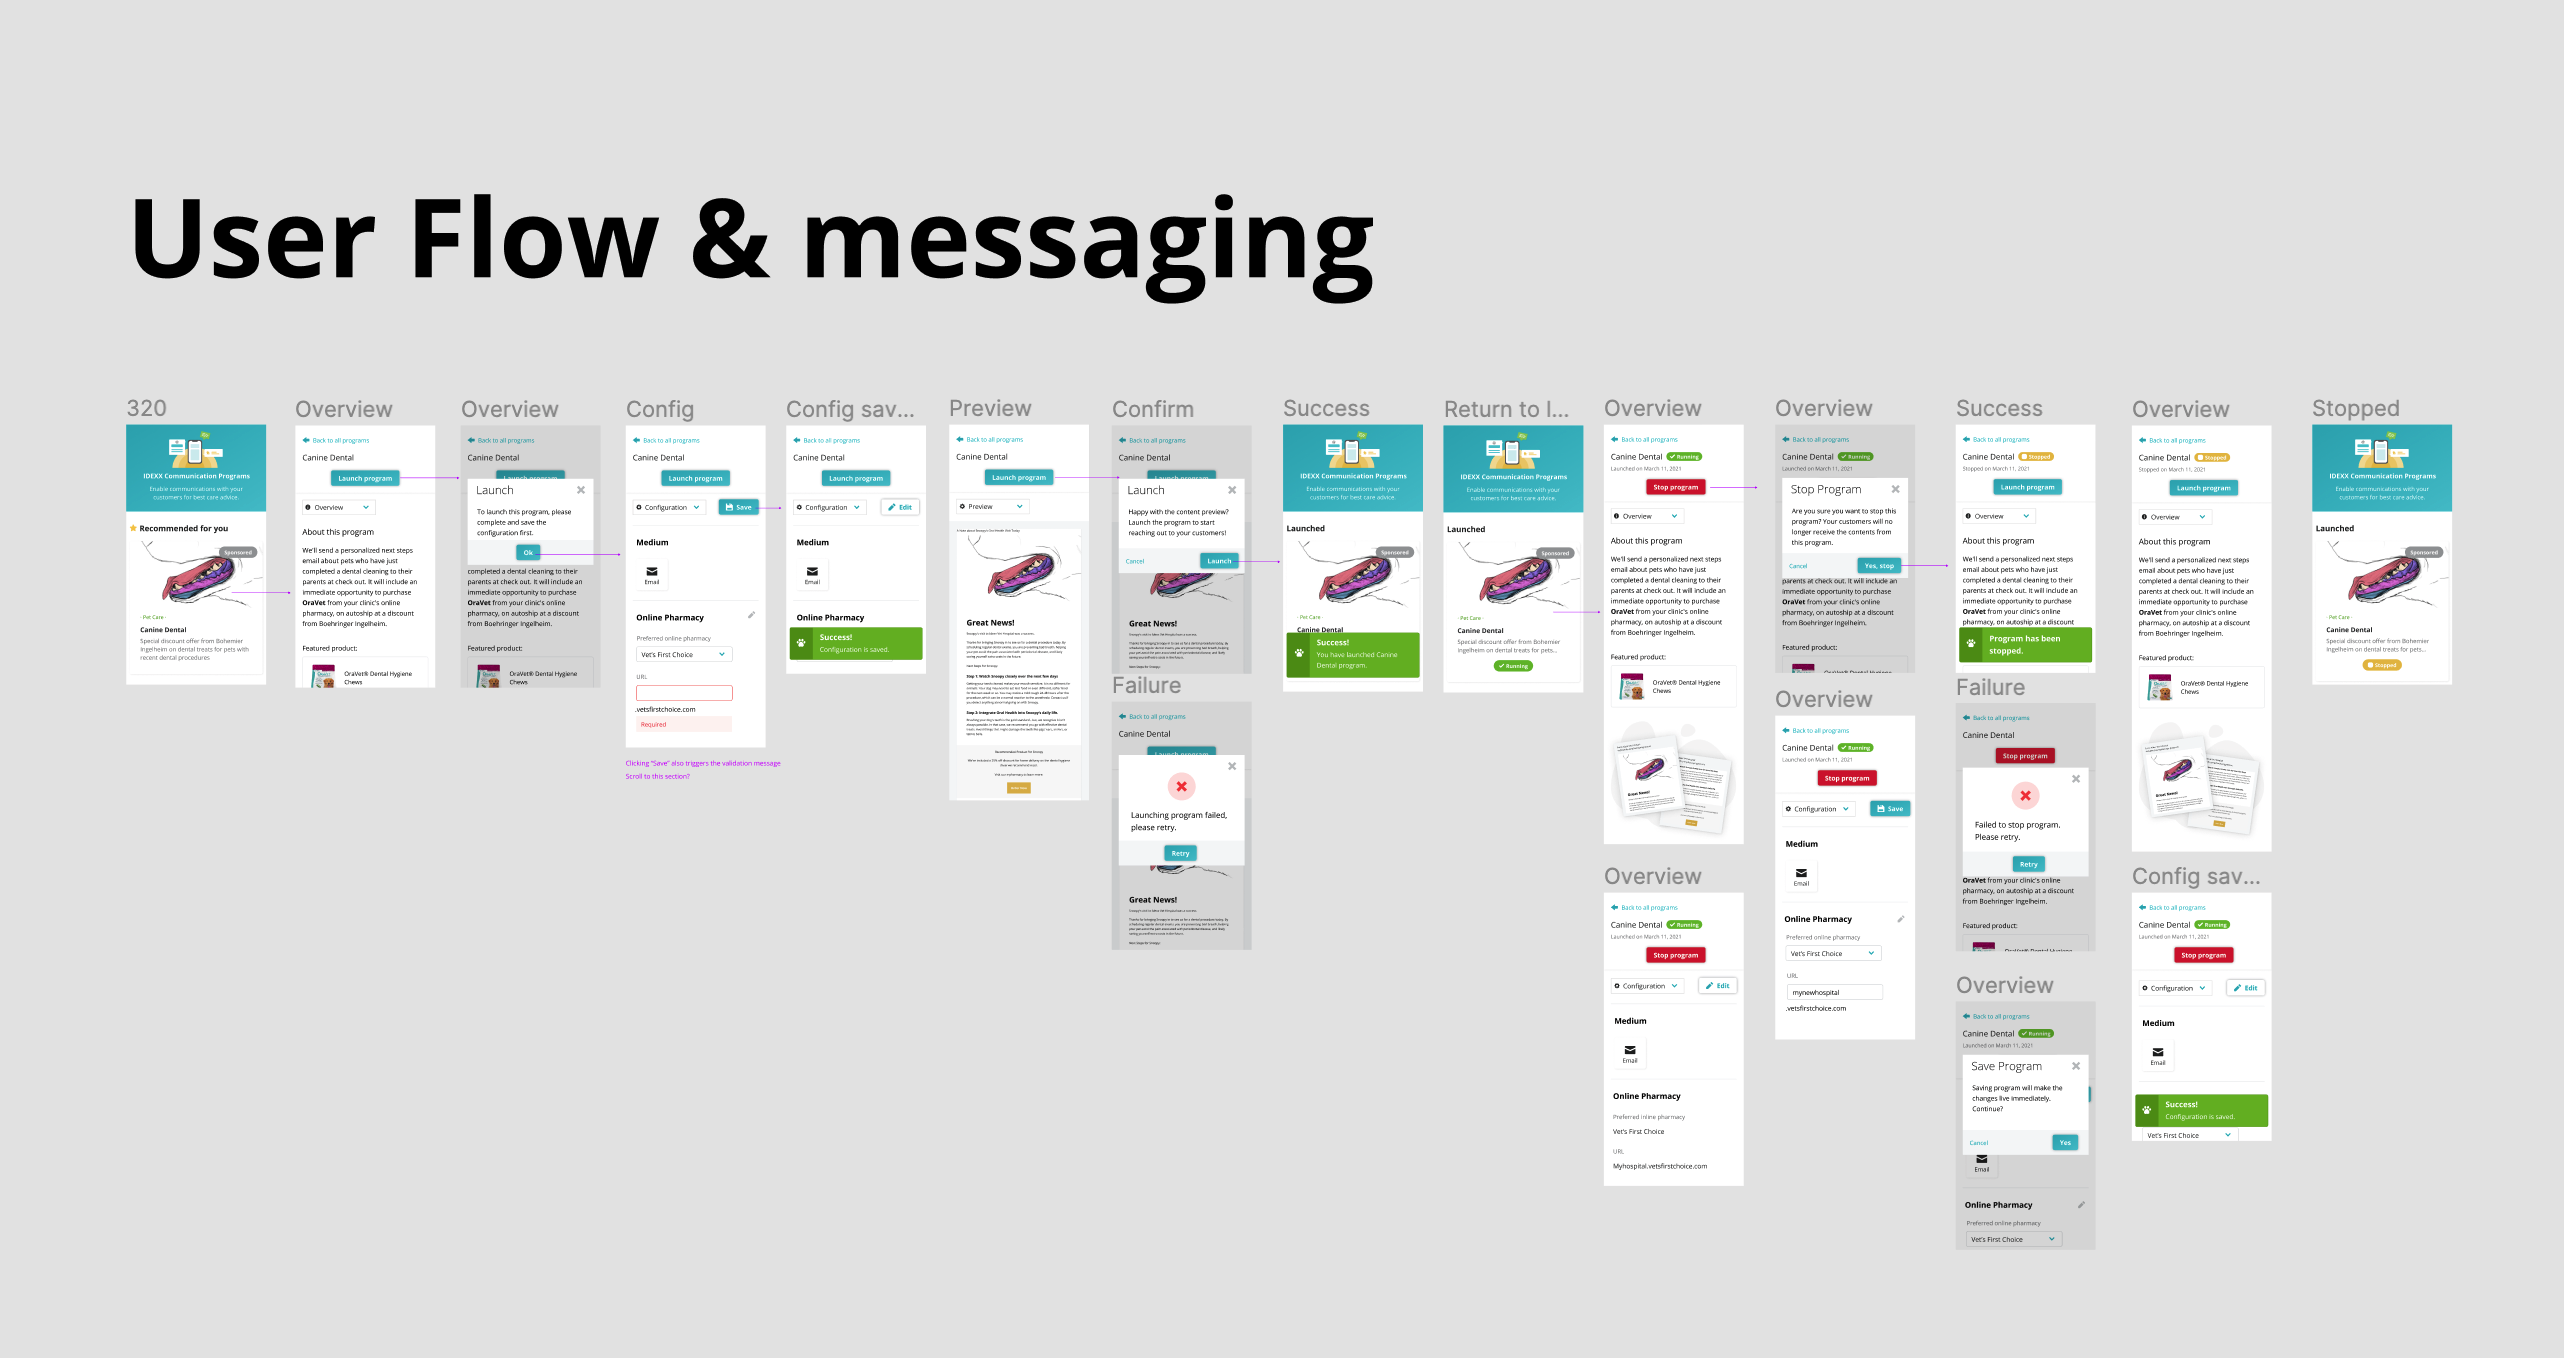 User Flow & messaging
320
IDEXX Communication Programs
Enable communications with your
customers for best care advice.
Recommended for you
Sponsored
· Pet Care ·
Canine Dental
Special discount offer from Bohemier
Ingelheim on dental treats for pets with
recent dental procedures
Overview
Back to all programs
Canine Dental
Launch program
Overview
About this program
We'll send a personalized next steps
email about pets who have just
completed a dental cleaning to their
parents at check out. It will include an
immediate opportunity to purchase
OraVet from your clinic's online
pharmacy, on autoship at a discount
from Boehringer Ingelheim.
Featured product:
OraVet® Dental Hygiene
Chews
Overview
Back to all programs
Canine Dental
Launch program
Launch
To launch this program, please
complete and save the
configuration first.
Ok
completed a dental cleaning to their
parents at check out. It will include an
immediate opportunity to purchase
OraVet from your clinic's online
pharmacy, on autoship at a discount
from Boehringer Ingelheim.
Featured product:
OraVet® Dental Hygiene
Chews
Config
Back to all programs
Canine Dental
Launch program
Configuration
Save
Medium
Email
Online Pharmacy
Preferred online pharmacy
Vet's First Choice
URL
.vetsfirstchoice.com
Required
Clicking "Save" also triggers the validation message
Scroll to this section?
Config sav...
Back to all programs
Canine Dental
Launch program
Configuration
Edit
Medium
Email
Online Pharmacy
Success!
Configuration is saved.
Preview
Back to all programs
Canine Dental
Launch program
Preview
Great News!
Step 1: Watch Snoopy closely over the next few days
Step 2: Integrate Oral Health into Snoopy's daily life.
Confirm
Back to all programs
Canine Dental
Launch program
Launch
Happy with the content preview?
Launch the program to start
reaching out to your customers!
Cancel
Launch
Great News!
Failure
Back to all programs
Canine Dental
Launch program
Launching program failed,
please retry.
Retry
Great News!
Success
IDEXX Communication Programs
Enable communications with your
customers for best care advice.
Launched
Sponsored
· Pet Care ·
Canine Dental
Success!
You have launched Canine
Dental program.
Return to l...
IDEXX Communication Programs
Enable communications with your
customers for best care advice.
Launched
Sponsored
· Pet Care ·
Canine Dental
Special discount offer from Bohemier
Ingelheim on dental treats for pets...
Running
Overview
Back to all programs
Canine Dental
Running
Launched on March 11, 2021
Stop program
Overview
About this program
We'll send a personalized next steps
email about pets who have just
completed a dental cleaning to their
parents at check out. It will include an
immediate opportunity to purchase
OraVet from your clinic's online
pharmacy, on autoship at a discount
from Boehringer Ingelheim.
Featured product:
OraVet® Dental Hygiene
Chews
Great News!
Overview
Back to all programs
Canine Dental
Running
Launched on March 11, 2021
Stop program
Configuration
Edit
Medium
Email
Online Pharmacy
Preferred inline pharmacy
Vet's First Choice
URL
Myhospital.vetsfirstchoice.com
Overview
Back to all programs
Canine Dental
Running
Launched on March 11, 2021
Stop Program
Are you sure you want to stop this
program? Your customers will no
longer receive the contents from
this program.
Cancel
Yes, stop
parents at check out. It will include an
immediate opportunity to purchase
OraVet from your clinic's online
pharmacy, on autoship at a discount
from Boehringer Ingelheim.
Featured product:
OraVet® Dental Hygiene
Overview
Back to all programs
Canine Dental
Running
Launched on March 11, 2021
Stop program
Configuration
Save
Medium
Email
Online Pharmacy
Preferred online pharmacy
Vet's First Choice
URL
mynewhospital
.vetsfirstchoice.com
Success
Back to all programs
Canine Dental
Stopped
Stopped on March 11, 2021
Launch program
Overview
About this program
We'll send a personalized next steps
email about pets who have just
completed a dental cleaning to their
parents at check out. It will include an
immediate opportunity to purchase
OraVet from your clinic's online
pharmacy, on autoship at a discount
Program has been
stopped.
Failure
Back to all programs
Canine Dental
Stop program
Failed to stop program.
Please retry.
Retry
OraVet from your clinic's online
pharmacy, on autoship at a discount
from Boehringer Ingelheim.
Featured product:
OraVet® Dental Hygiene
Overview
Back to all programs
Canine Dental
Running
Launched on March 11, 2021
Save Program
Saving program will make the
changes live immediately.
Continue?
Cancel
Yes
Email
Online Pharmacy
Preferred online pharmacy
Vet's First Choice
Overview
Back to all programs
Canine Dental
Stopped
Stopped on March 11, 2021
Launch program
Overview
About this program
We'll send a personalized next steps
email about pets who have just
completed a dental cleaning to their
parents at check out. It will include an
immediate opportunity to purchase
OraVet from your clinic's online
pharmacy, on autoship at a discount
from Boehringer Ingelheim.
Featured product:
OraVet® Dental Hygiene
Chews
Great News!
Config sav...
Back to all programs
Canine Dental
Running
Launched on March 11, 2021
Stop program
Configuration
Edit
Medium
Email
Success!
Configuration is saved.
Vet's First Choice
Stopped
IDEXX Communication Programs
Enable communications with your
customers for best care advice.
Launched
Sponsored
· Pet Care ·
Canine Dental
Special discount offer from Bohemier
Ingelheim on dental treats for pets...
Stopped